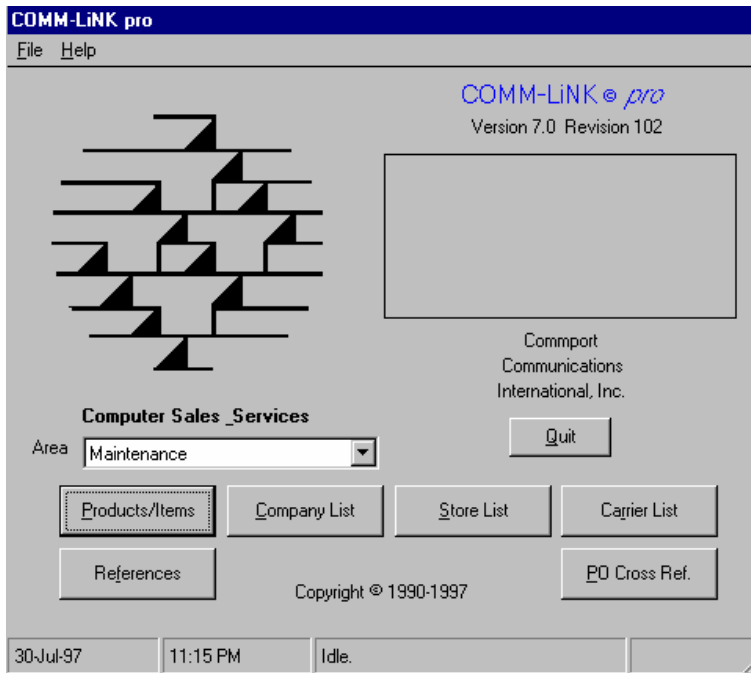 COMM-LiNK pro
File Help
COMM-LiNK © pro
Version 7.0 Revision 102
Commport
Communications
International, Inc.
Computer Sales _Services
Quit
Area Maintenance
Products/Items Company List Store List Carrier List
References Copyright © 1990-1997 PO Cross Ref.
30-Jul-97 11:15 PM Idle.